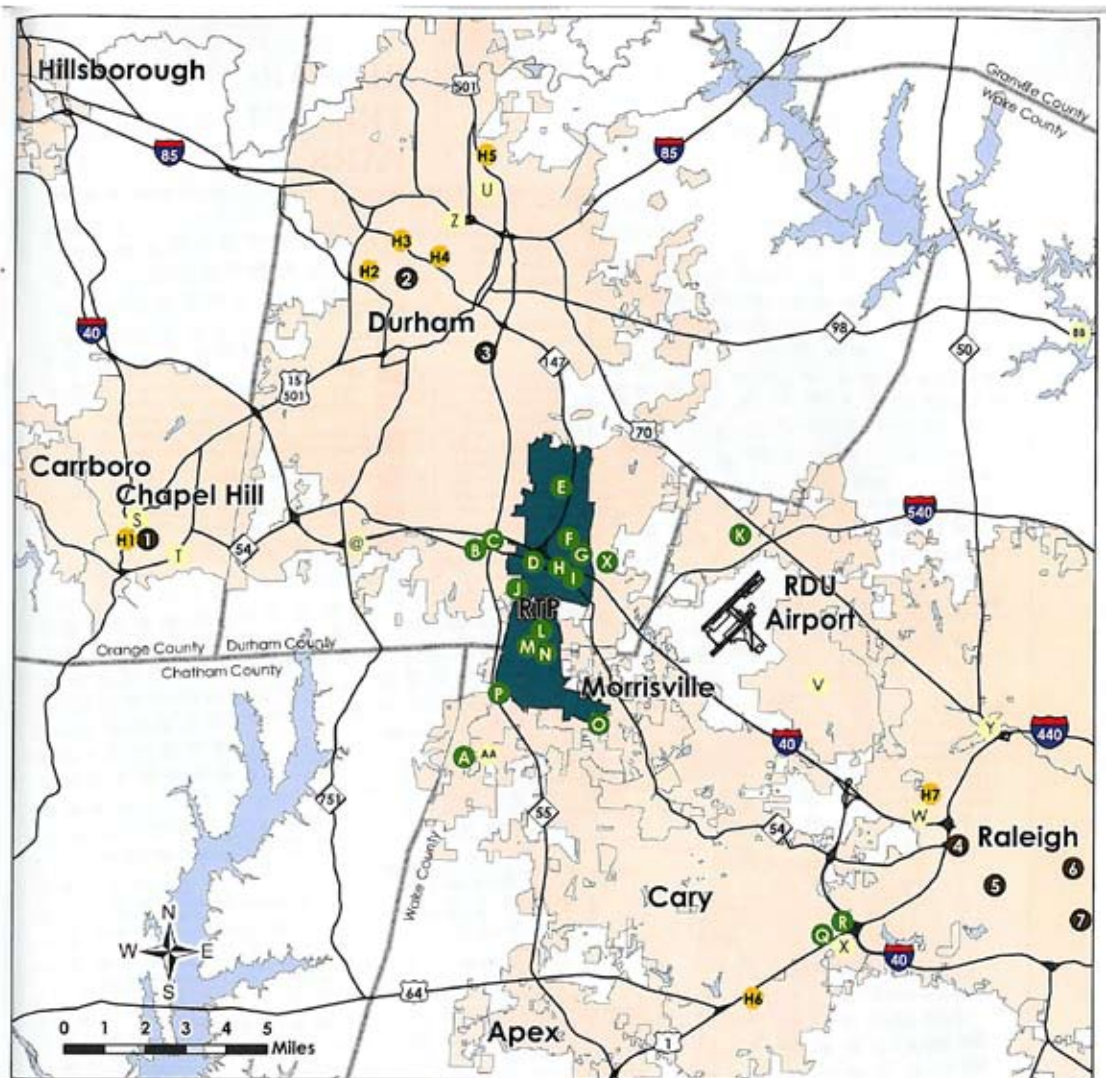 Hillsborough
501
Granville County
Wake County
85
H5
85
U
Z
H3
H4
H2
2
Durham
40
3
98
BB
147
50
15
501
70
Carrboro
Chapel Hill
E
S
540
H1
1
T
54
@
B
C
F
K
D
G
X
H
I
RDU
Airport
J
RTP
L
M
N
Orange County
Durham County
Chatham County
Morrisville
V
P
O
Y
440
40
A
AA
H7
751
55
W
54
4
Raleigh
6
Wake County
5
Cary
7
N
W
E
S
R
Q
X
40
64
H6
0 1 2 3 4 5
Miles
Apex
1